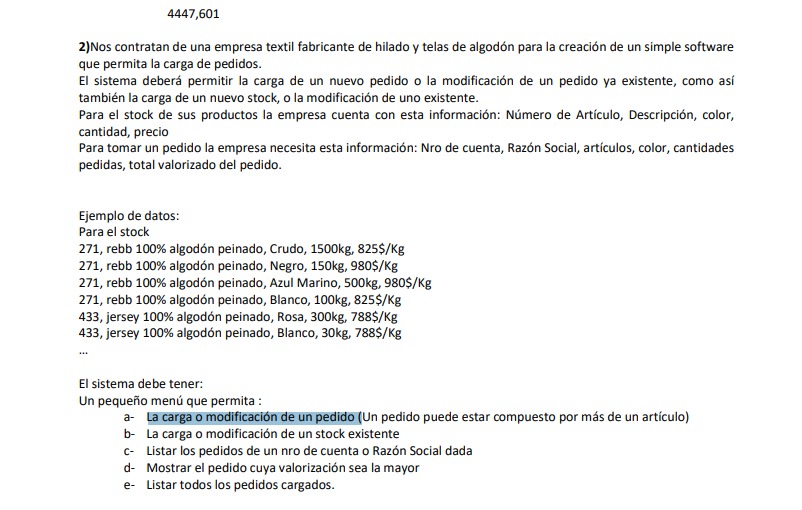 4447,601
2)Nos contratan de una empresa textil fabricante de hilado y telas de algodón para la creación de un simple software
que permita la carga de pedidos.
El sistema deberá permitir la carga de un nuevo pedido o la modificación de un pedido ya existente, como así
también la carga de un nuevo stock, o la modificación de uno existente.
Para el stock de sus productos la empresa cuenta con esta información: Número de Artículo, Descripción, color,
cantidad, precio
Para tomar un pedido la empresa necesita esta información: Nro de cuenta, Razón Social, artículos, color, cantidades
pedidas, total valorizado del pedido.
Ejemplo de datos:
Para el stock
271, rebb 100% algodón peinado, Crudo, 1500kg, 825$/Kg
271, rebb 100% algodón peinado, Negro, 150kg, 980$/Kg
271, rebb 100% algodón peinado, Azul Marino, 500kg, 980$/Kg
271, rebb 100% algodón peinado, Blanco, 100kg, 825$/Kg
433, jersey 100% algodón peinado, Rosa, 300kg, 788$/Kg
433, jersey 100% algodón peinado, Blanco, 30kg, 788$/Kg
...
El sistema debe tener:
Un pequeño menú que permita :
a- La carga o modificación de un pedido (Un pedido puede estar compuesto por más de un artículo)
b- La carga o modificación de un stock existente
c- Listar los pedidos de un nro de cuenta o Razón Social dada
d- Mostrar el pedido cuya valorización sea la mayor
e- Listar todos los pedidos cargados.